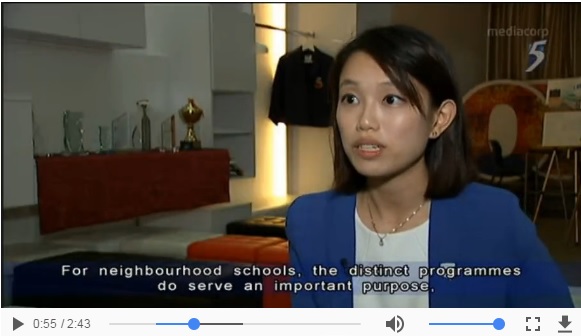 mediacorp
5
For neighbourhood schools, the distinct programmes
do serve an important purpose,
0:55 / 2:43